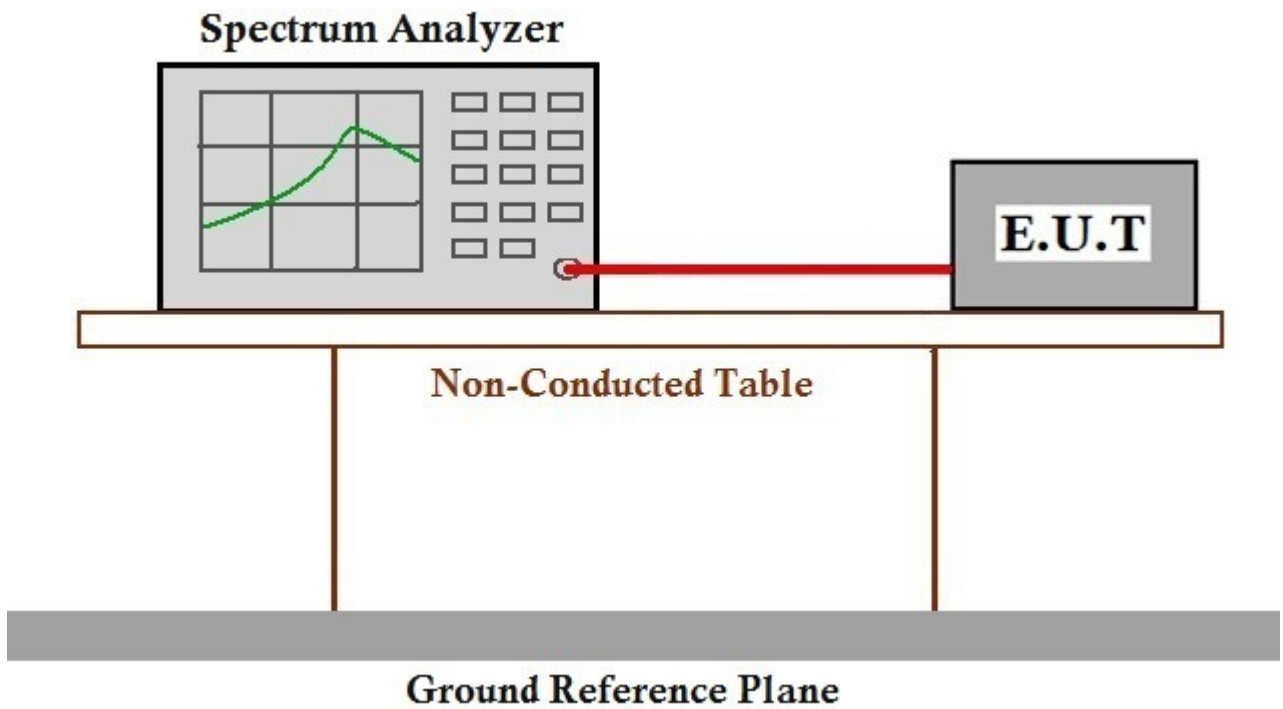 Spectrum Analyzer
E.U.T
Non-Conducted Table
Ground Reference Plane